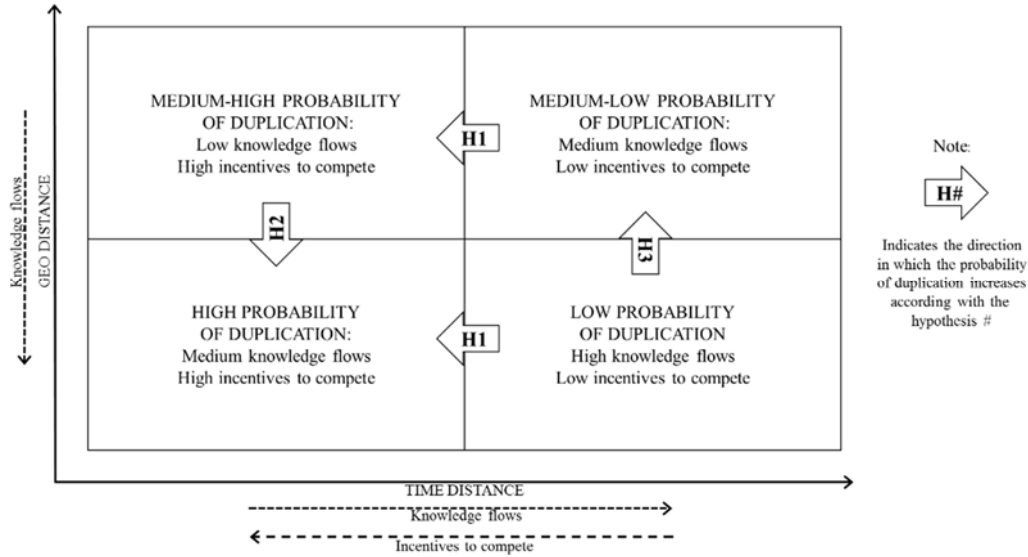 Knowledge flows
GEO DISTANCE
MEDIUM-HIGH PROBABILITY
OF DUPLICATION:
Low knowledge flows
High incentives to compete
H1
MEDIUM-LOW PROBABILITY
OF DUPLICATION:
Medium knowledge flows
Low incentives to compete
H2
H3
HIGH PROBABILITY
OF DUPLICATION:
Medium knowledge flows
High incentives to compete
H1
LOW PROBABILITY
OF DUPLICATION
High knowledge flows
Low incentives to compete
TIME DISTANCE
Knowledge flows
Incentives to compete
Note:
H#
Indicates the direction
in which the probability
of duplication increases
according with the
hypothesis #